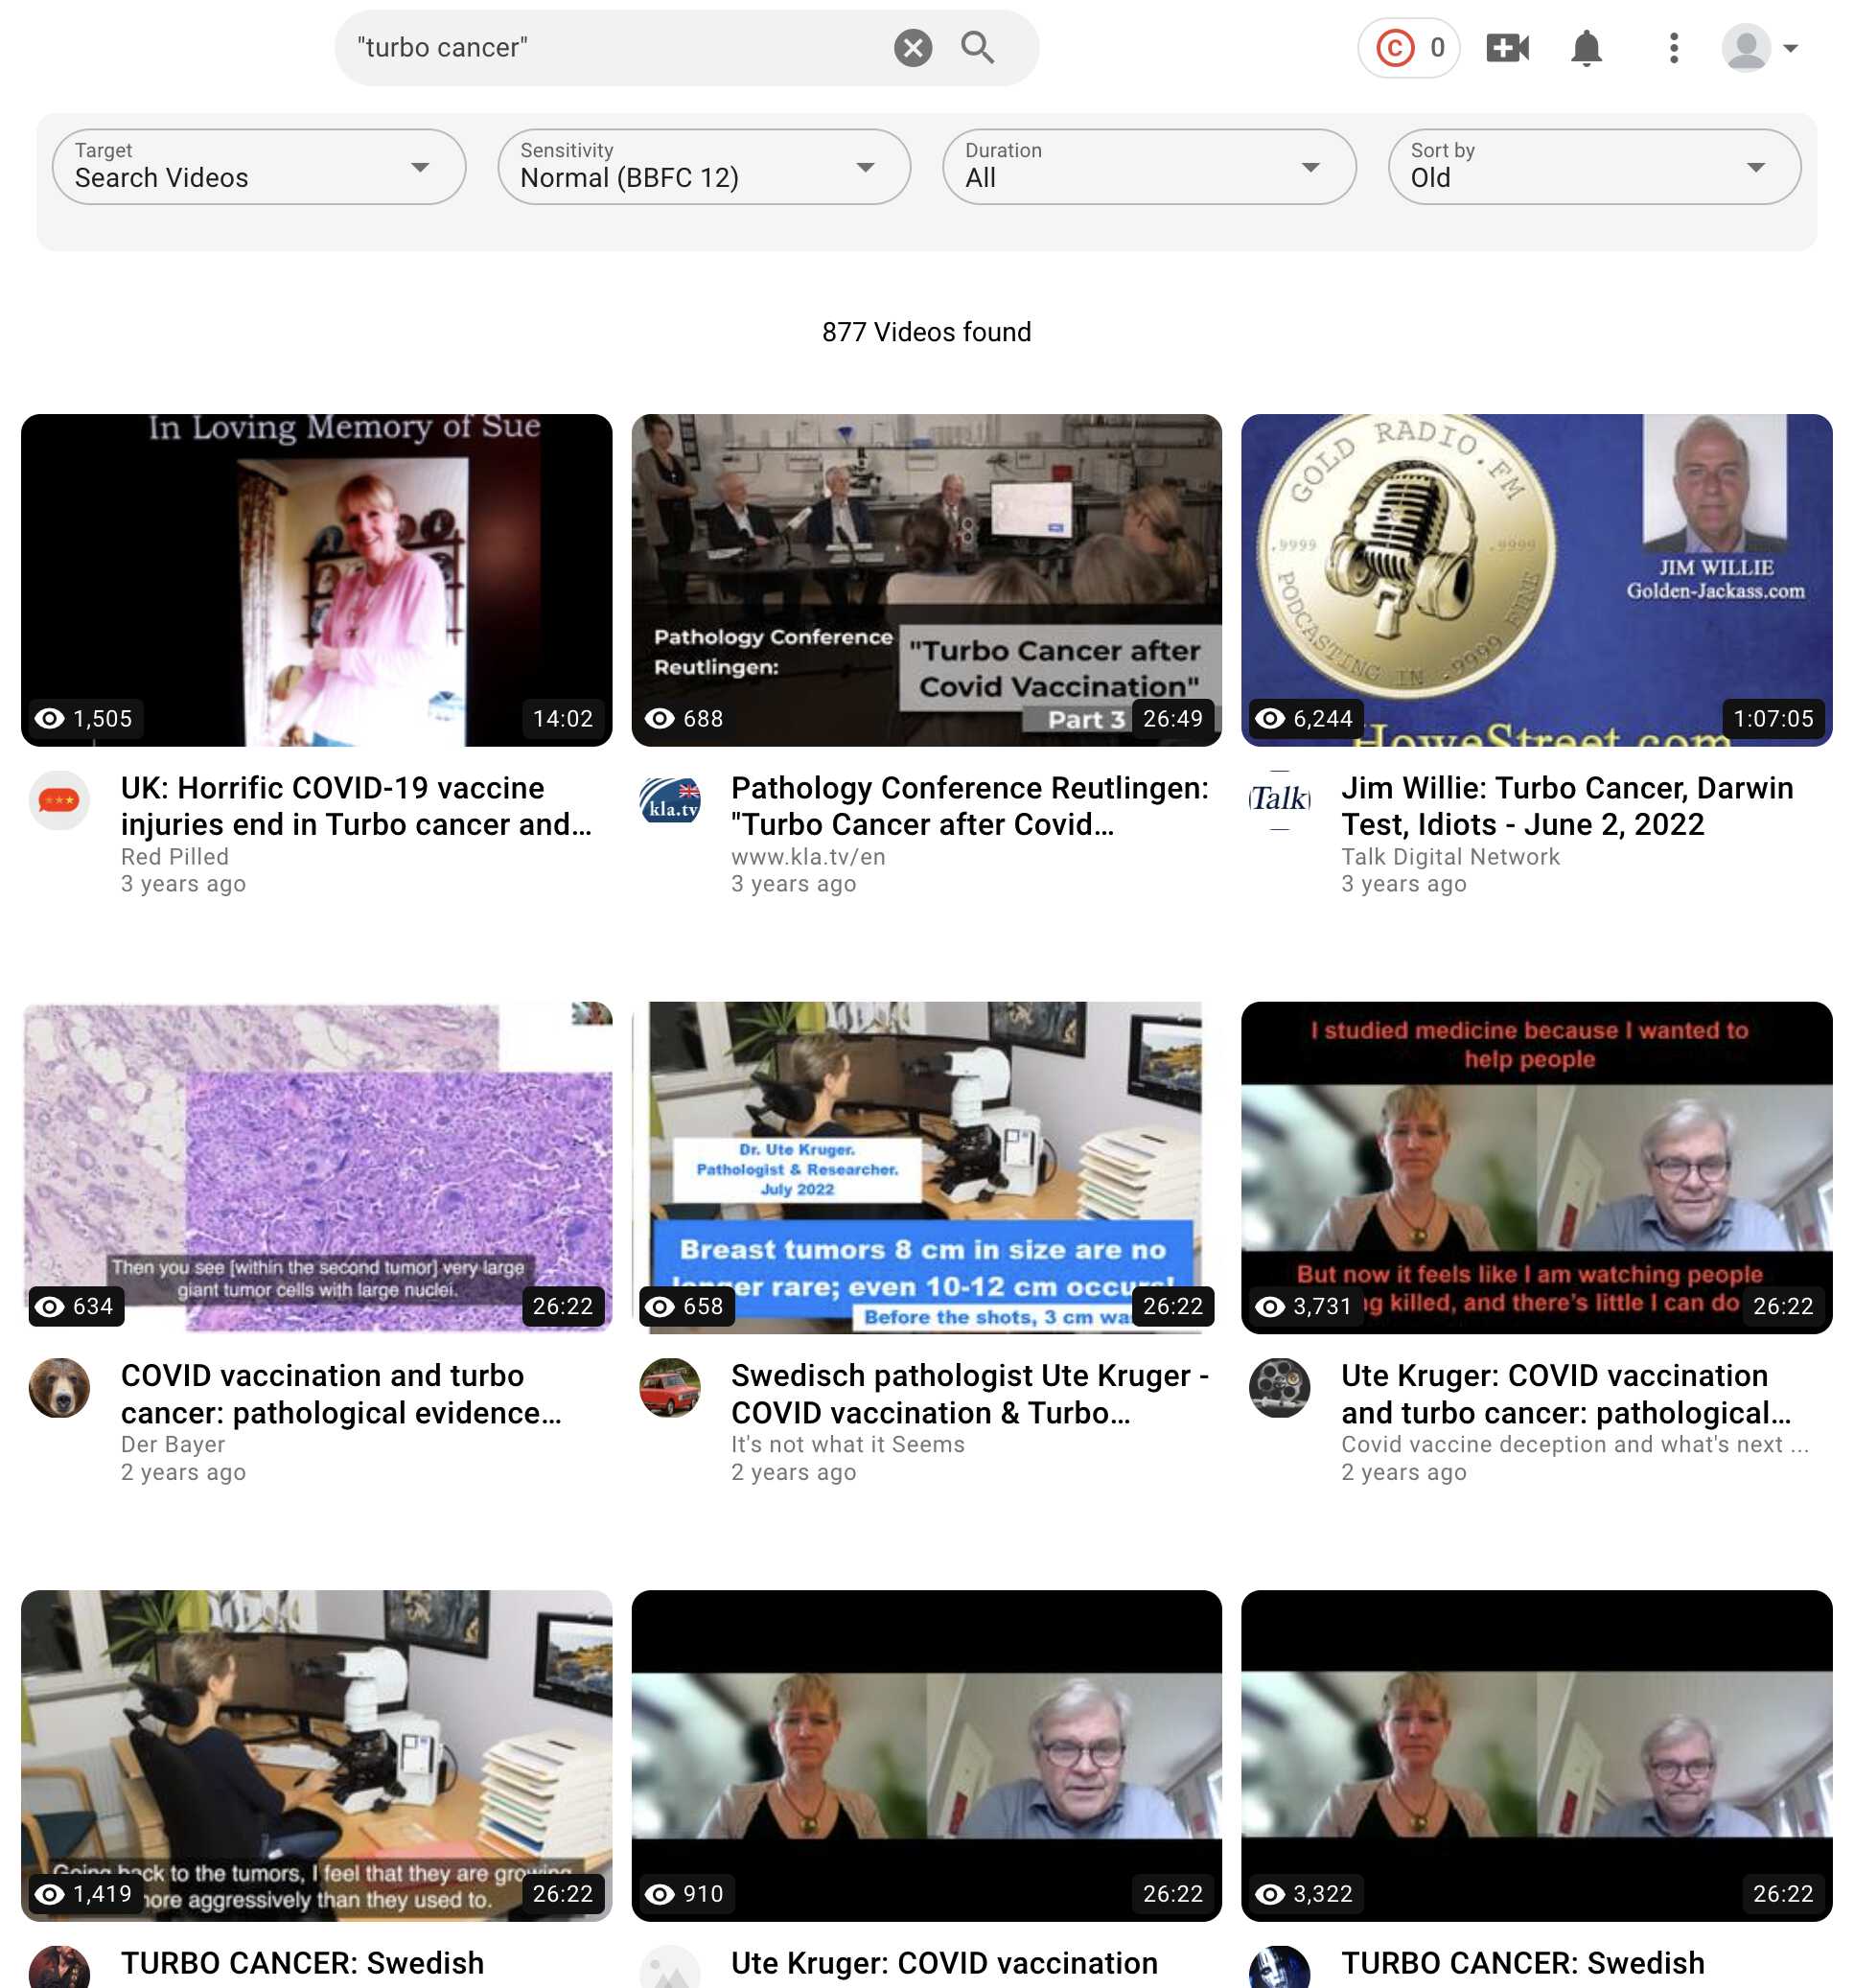 "turbo cancer"
C 0
Target
Search Videos
Sensitivity
Normal (BBFC 12)
Duration
All
Sort by
Old
877 Videos found
In Loving Memory of Sue
1,505
14:02
UK: Horrific COVID-19 vaccine
injuries end in Turbo cancer and...
Red Pilled
3 years ago
Pathology Conference
Reutlingen:
"Turbo Cancer after
Covid Vaccination"
Part 3
688
26:49
kla.tv
Pathology Conference Reutlingen:
"Turbo Cancer after Covid...
www.kla.tv/en
3 years ago
GOLD RADIO.FM
.9999 .9999
PODCASTING IN .9999 FINE
JIM WILLIE
Golden-Jackass.com
HoweStreet.com
6,244
1:07:05
Talk
Jim Willie: Turbo Cancer, Darwin
Test, Idiots - June 2, 2022
Talk Digital Network
3 years ago
Then you see [within the second tumor] very large
giant tumor cells with large nuclei.
634
26:22
COVID vaccination and turbo
cancer: pathological evidence...
Der Bayer
2 years ago
Dr. Ute Kruger.
Pathologist & Researcher.
July 2022
Breast tumors 8 cm in size are no
longer rare; even 10-12 cm occurs!
Before the shots, 3 cm wa
658
26:22
Swedisch pathologist Ute Kruger -
COVID vaccination & Turbo...
It's not what it Seems
2 years ago
I studied medicine because I wanted to
help people
But now it feels like I am watching people
ng killed, and there's little I can do
3,731
26:22
Ute Kruger: COVID vaccination
and turbo cancer: pathological...
Covid vaccine deception and what's next ...
2 years ago
Going back to the tumors, I feel that they are growing
more aggressively than they used to.
1,419
26:22
TURBO CANCER: Swedish
910
26:22
Ute Kruger: COVID vaccination
3,322
26:22
TURBO CANCER: Swedish